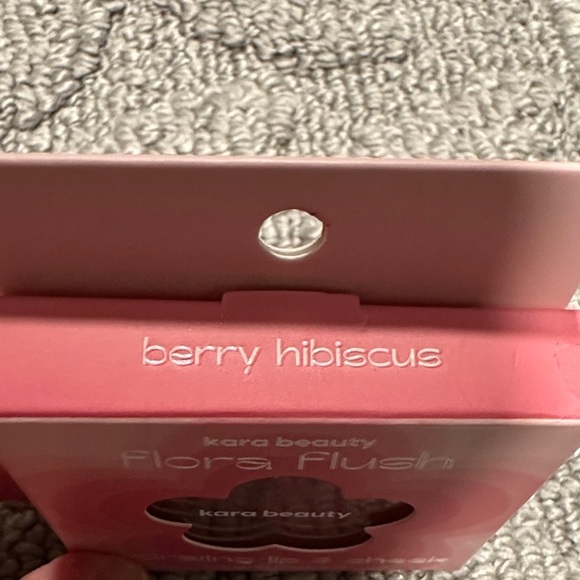 berry hibiscus
kara beauty
flora flush
kara beauty
lip & cheek